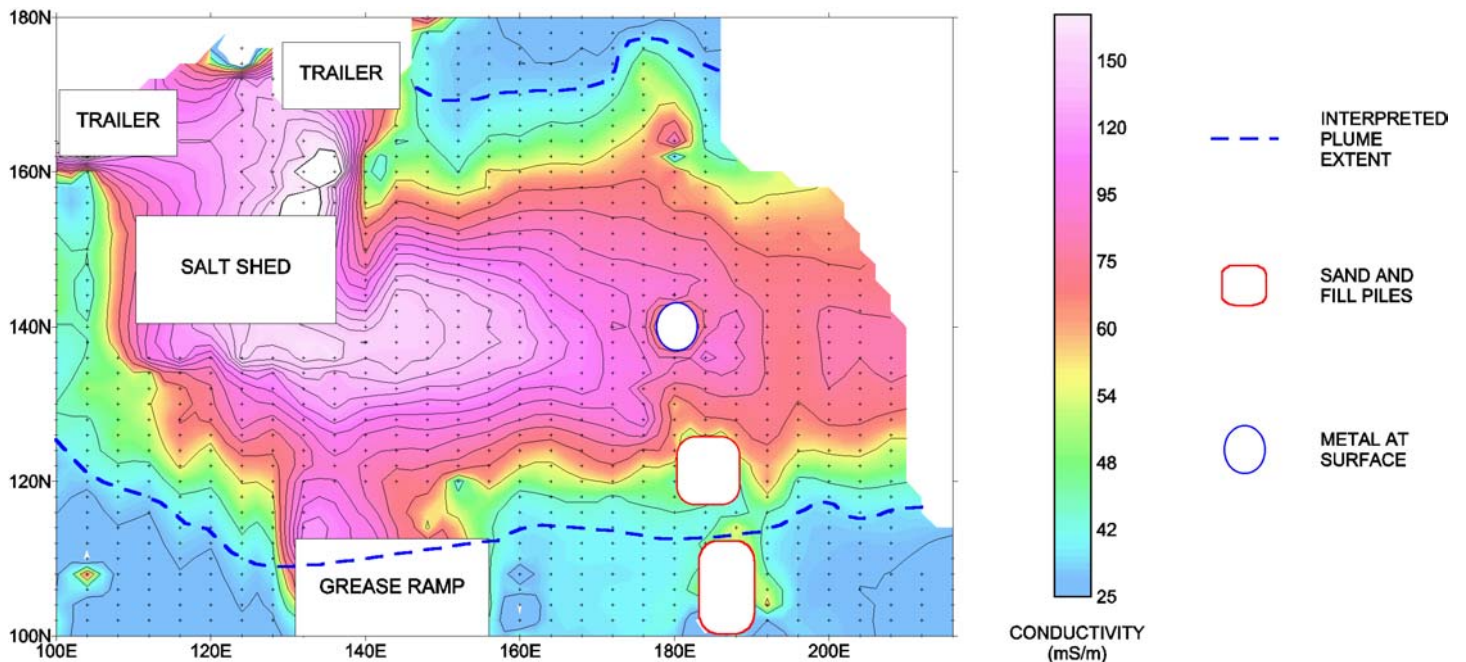 180N
160N
140N
120N
100N
100E
120E
140E
160E
180E
200E
TRAILER
TRAILER
SALT SHED
GREASE RAMP
150
120
95
75
60
54
48
42
25
CONDUCTIVITY
(mS/m)
INTERPRETED
PLUME
EXTENT
SAND AND
FILL PILES
METAL AT
SURFACE